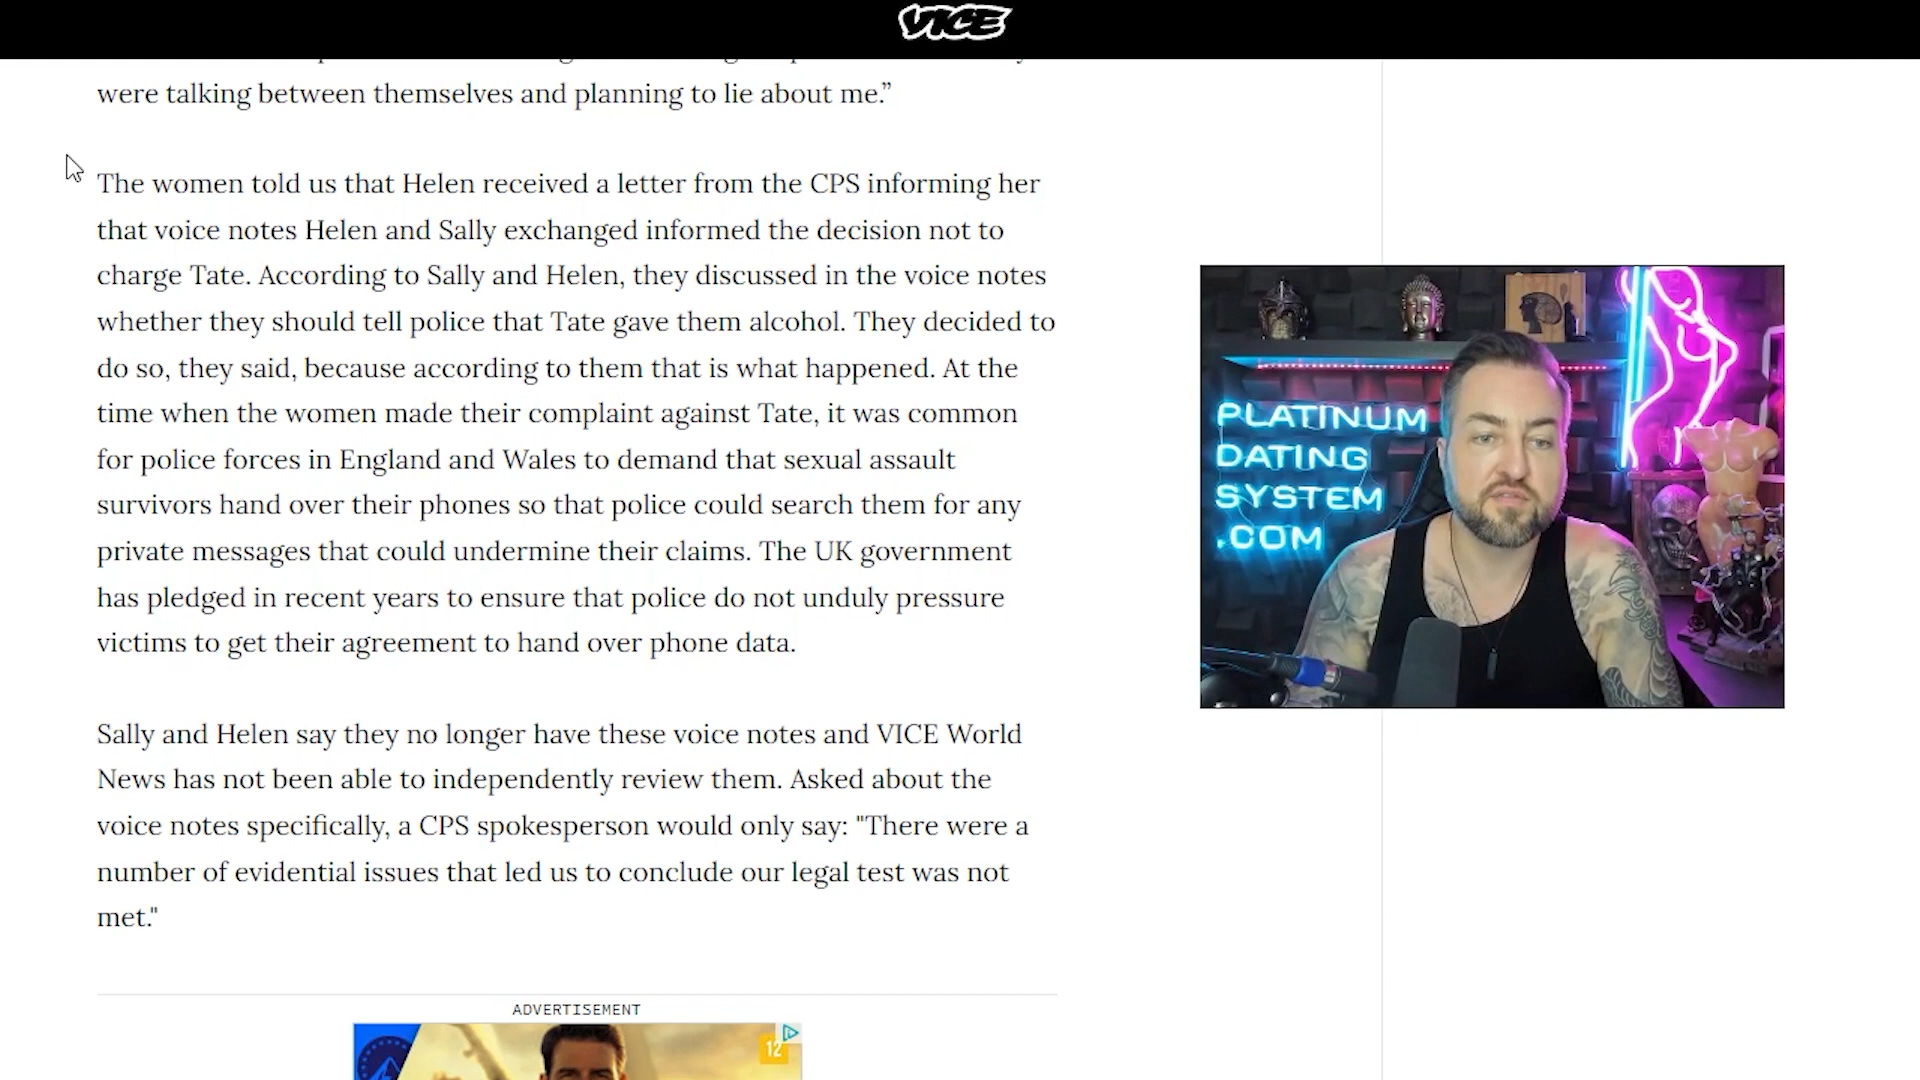 VICE
were talking between themselves and planning to lie about me.”
The women told us that Helen received a letter from the CPS informing her
that voice notes Helen and Sally exchanged informed the decision not to
charge Tate. According to Sally and Helen, they discussed in the voice notes
whether they should tell police that Tate gave them alcohol. They decided to
do so, they said, because according to them that is what happened. At the
time when the women made their complaint against Tate, it was common
for police forces in England and Wales to demand that sexual assault
survivors hand over their phones so that police could search them for any
private messages that could undermine their claims. The UK government
has pledged in recent years to ensure that police do not unduly pressure
victims to get their agreement to hand over phone data.
Sally and Helen say they no longer have these voice notes and VICE World
News has not been able to independently review them. Asked about the
voice notes specifically, a CPS spokesperson would only say: "There were a
number of evidential issues that led us to conclude our legal test was not
met."
ADVERTISEMENT
12
PLATINUM
DATING
SYSTEM
.COM